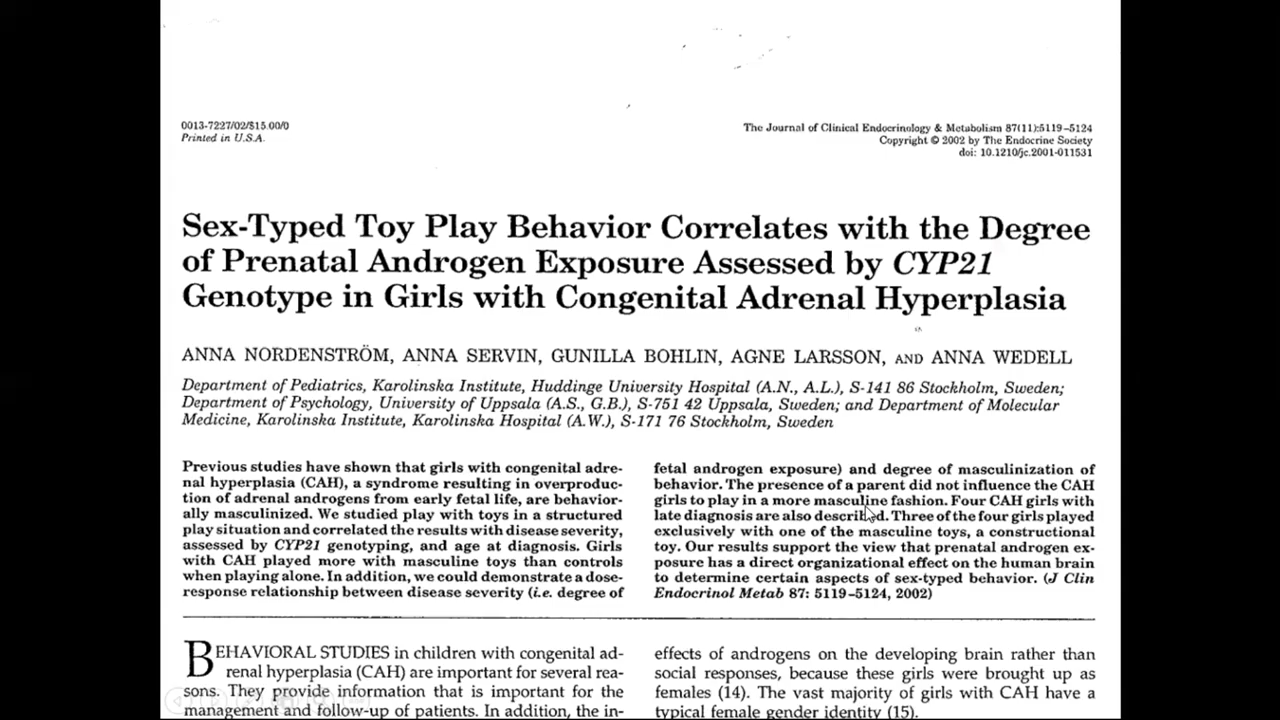 0013-7227/02/$15.00/0
Printed in U.S.A.
The Journal of Clinical Endocrinology & Metabolism 87(11):5119–5124
Copyright © 2002 by The Endocrine Society
doi: 10.1210/jc.2001-011531
Sex-Typed Toy Play Behavior Correlates with the Degree
of Prenatal Androgen Exposure Assessed by CYP21
Genotype in Girls with Congenital Adrenal Hyperplasia
ANNA NORDENSTRÖM, ANNA SERVIN, GUNILLA BOHLIN, AGNE LARSSON, AND ANNA WEDELL
Department of Pediatrics, Karolinska Institute, Huddinge University Hospital (A.N., A.L.), S-141 86 Stockholm, Sweden;
Department of Psychology, University of Uppsala (A.S., G.B.), S-751 42 Uppsala, Sweden; and Department of Molecular
Medicine, Karolinska Institute, Karolinska Hospital (A.W.), S-171 76 Stockholm, Sweden
Previous studies have shown that girls with congenital adre-
nal hyperplasia (CAH), a syndrome resulting in overproduc-
tion of adrenal androgens from early fetal life, are behavior-
ally masculinized. We studied play with toys in a structured
play situation and correlated the results with disease severity,
assessed by CYP21 genotyping, and age at diagnosis. Girls
with CAH played more with masculine toys than controls
when playing alone. In addition, we could demonstrate a dose-
response relationship between disease severity (i.e. degree of
fetal androgen exposure) and degree of masculinization of
behavior. The presence of a parent did not influence the CAH
girls to play in a more masculine fashion. Four CAH girls with
late diagnosis are also described. Three of the four girls played
exclusively with one of the masculine toys, a constructional
toy. Our results support the view that prenatal androgen ex-
posure has a direct organizational effect on the human brain
to determine certain aspects of sex-typed behavior. (J Clin
Endocrinol Metab 87: 5119–5124, 2002)
BEHAVIORAL STUDIES in children with congenital ad-
renal hyperplasia (CAH) are important for several rea-
sons. They provide information that is important for the
management and follow-up of patients. In addition, the in-
effects of androgens on the developing brain rather than
social responses, because these girls were brought up as
females (14). The vast majority of girls with CAH have a
typical female gender identity (15).